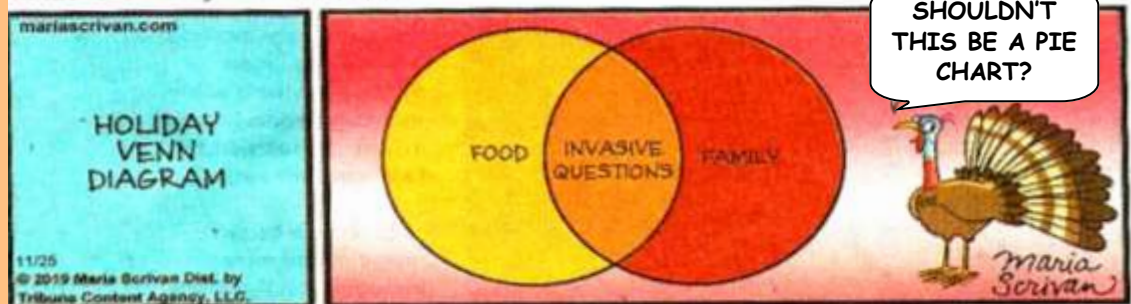 mariascrivan.com
HOLIDAY
VENN
DIAGRAM
11/25
© 2019 Maria Scrivan Dist. by
Tribune Content Agency, LLC.
FOOD
INVASIVE
QUESTIONS
FAMILY
SHOULDN'T
THIS BE A PIE
CHART?
Maria
Scrivan